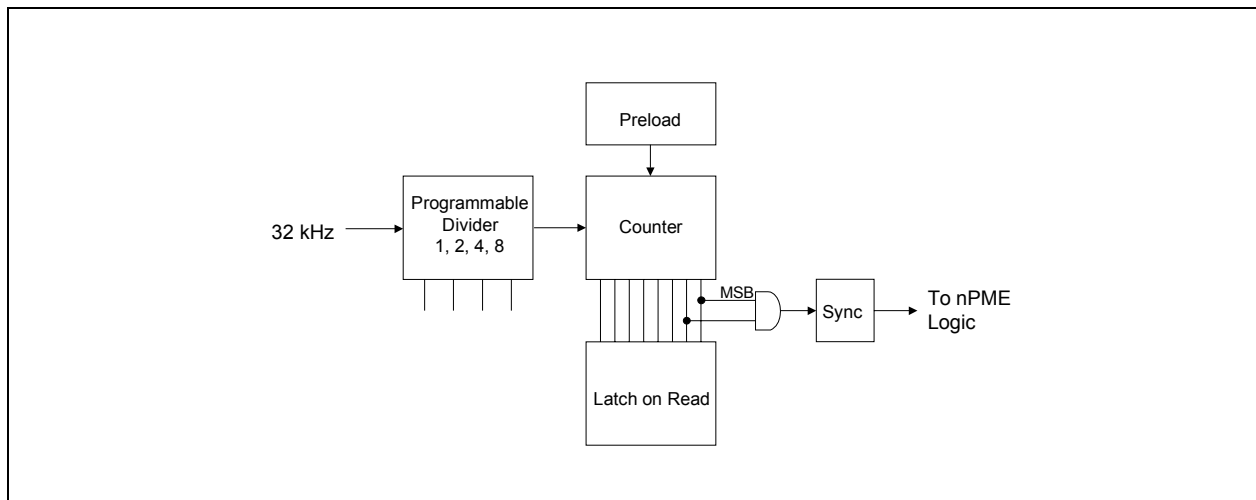 Preload
Programmable
Divider
1, 2, 4, 8
32 kHz
Counter
MSB
Sync
To nPME
Logic
Latch on Read